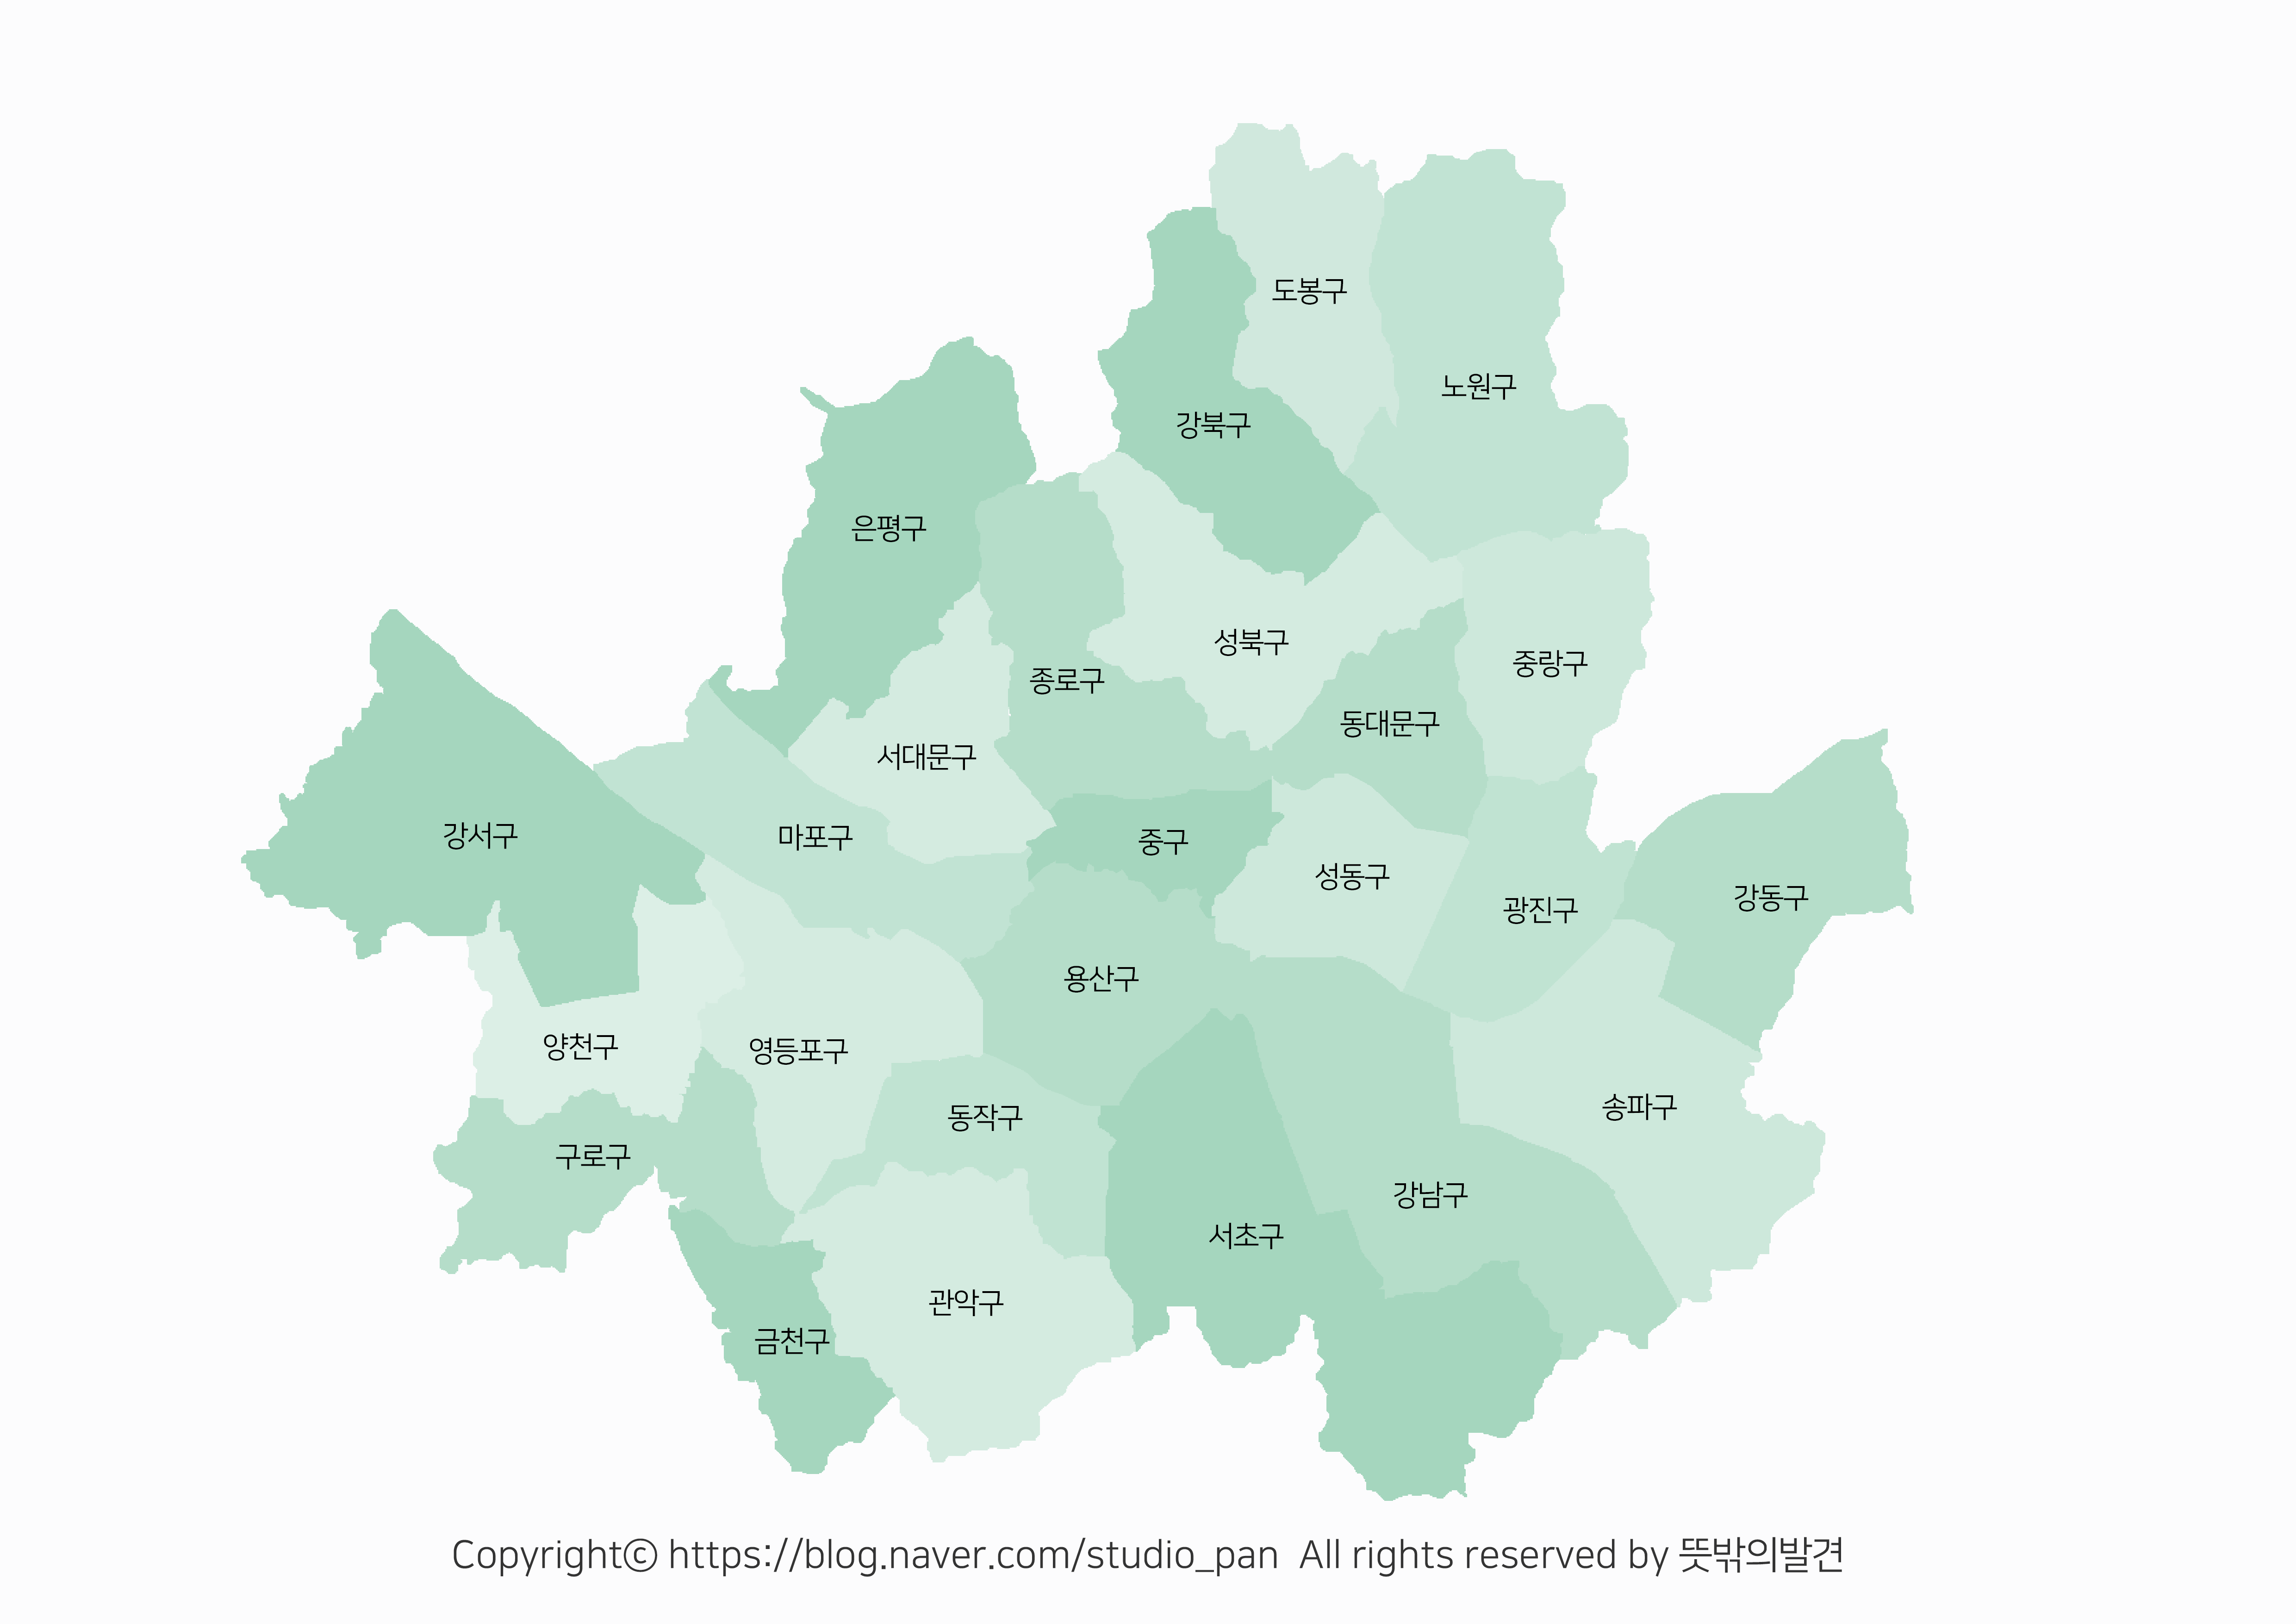 도봉구
노원구
강북구
은평구
성북구
중랑구
종로구
동대문구
서대문구
강서구
마포구
중구
성동구
강동구
광진구
용산구
양천구
영등포구
송파구
동작구
구로구
강남구
서초구
관악구
금천구
Copyright© https://blog.naver.com/studio_pan All rights reserved by 뜻밖의발견